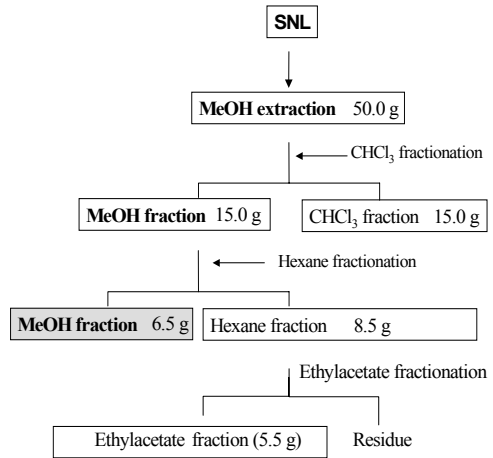 SNL
MeOH extraction 50.0 g
CHCl₃ fractionation
MeOH fraction 15.0 g
CHCl₃ fraction 15.0 g
Hexane fractionation
MeOH fraction 6.5 g
Hexane fraction 8.5 g
Ethylacetate fractionation
Ethylacetate fraction (5.5 g)
Residue